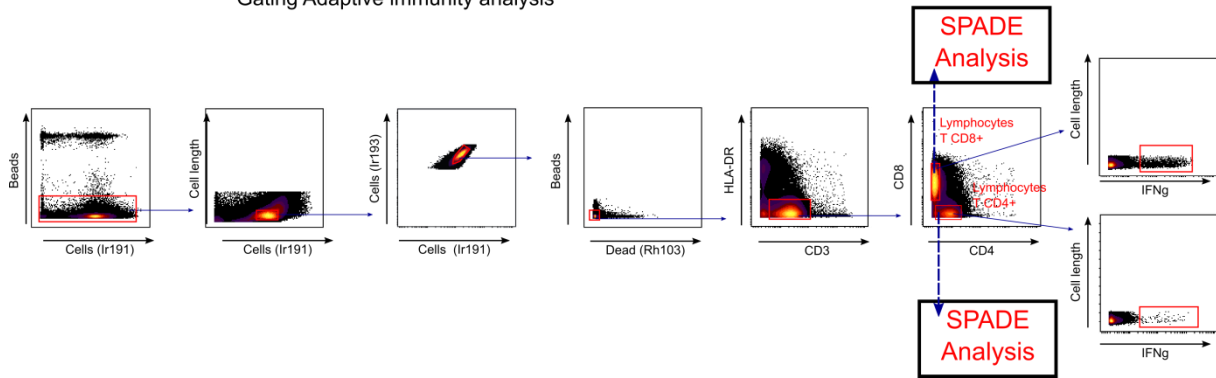 Gating Adaptive immunity analysis
SPADE
Analysis
Beads
Cells (Ir191)
Cell length
Cells (Ir191)
Cells (Ir193)
Cells (Ir191)
Beads
Dead (Rh103)
HLA-DR
CD3
CD8
CD4
Lymphocytes
T CD8+
Lymphocytes
T CD4+
Cell length
IFNg
Cell length
IFNg
SPADE
Analysis